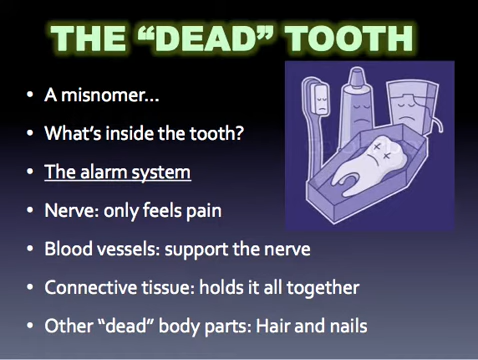 THE “DEAD” TOOTH
• A misnomer…
• What’s inside the tooth?
• The alarm system
• Nerve: only feels pain
• Blood vessels: support the nerve
• Connective tissue: holds it all together
• Other “dead” body parts: Hair and nails